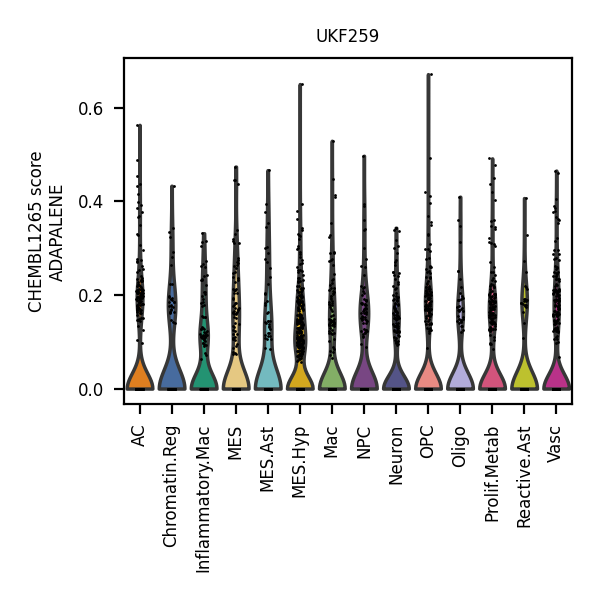 UKF259
CHEMBL1265 score
ADAPALENE
0.6
0.4
0.2
0.0
AC
Chromatin.Reg
Inflammatory.Mac
MES
MES.Ast
MES.Hyp
Mac
NPC
Neuron
OPC
Oligo
Prolif.Metab
Reactive.Ast
Vasc